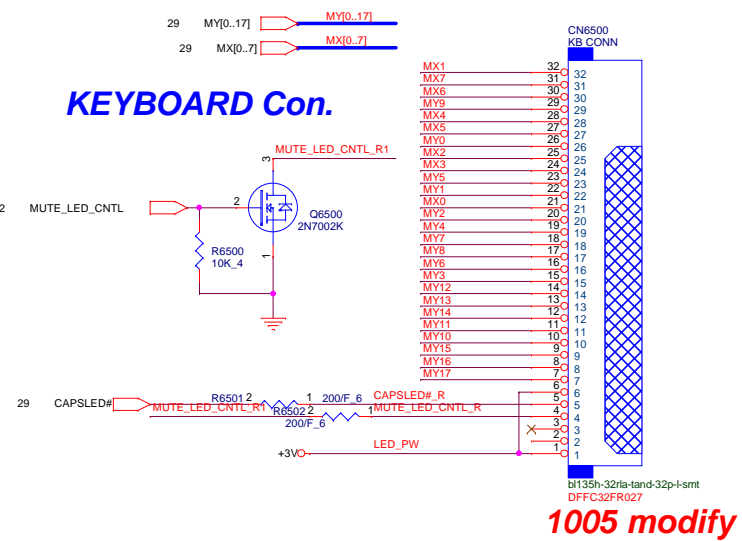 29 MY[0..17] MY[0..17]
29 MX[0..7] MX[0..7]
KEYBOARD Con.
CN6500
KB CONN
MX1 32 32
MX7 31 31
MX6 30 30
MY9 29 29
MX4 28 28
MX5 27 27
MY0 26 26
MX2 25 25
MX3 24 24
MY5 23 23
MY1 22 22
MX0 21 21
MY2 20 20
MY4 19 19
MY7 18 18
MY8 17 17
MY6 16 16
MY3 15 15
MY12 14 14
MY13 13 13
MY14 12 12
MY11 11 11
MY10 10 10
MY15 9 9
MY16 8 8
MY17 7 7
6 6
5 5
4 4
3 3
2 2
1 1
MUTE_LED_CNTL_R1
3
2 MUTE_LED_CNTL 2
Q6500
2N7002K
1
R6500
10K_4
29 CAPSLED# R6501 2 1 200/F_6 CAPSLED#_R
MUTE_LED_CNTL_R1 R6502 2 1 MUTE_LED_CNTL_R
200/F_6
+3V LED_PW
bl135h-32rla-tand-32p-l-smt
DFFC32FR027
1005 modify